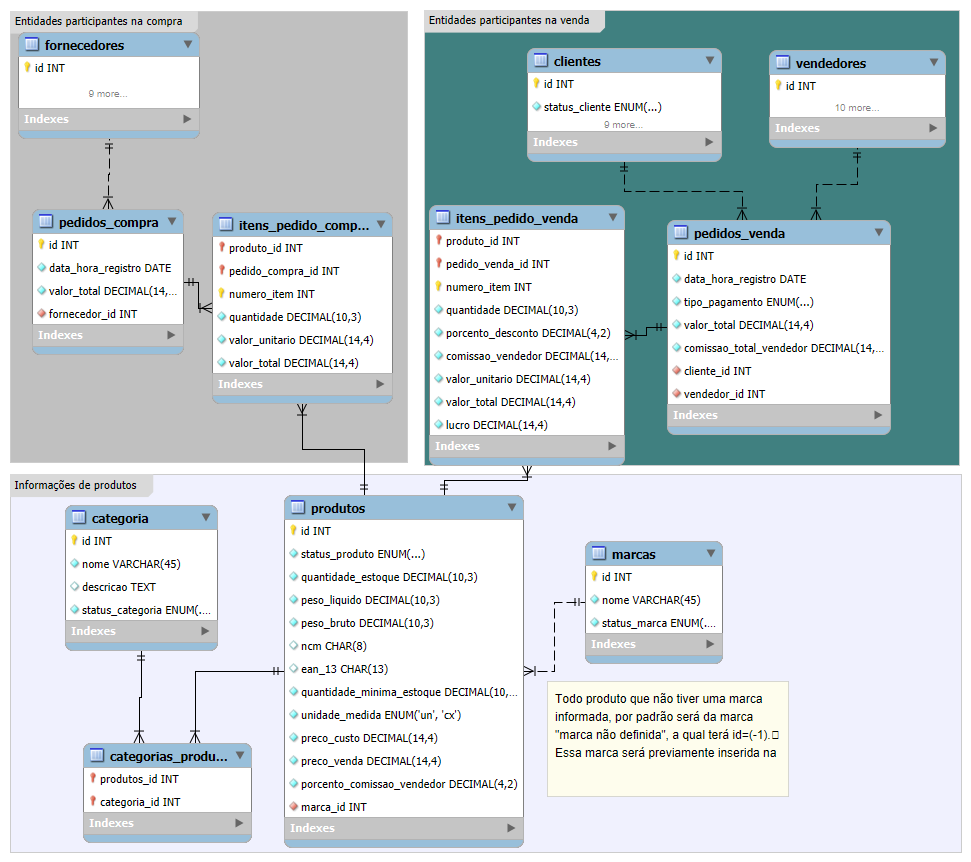 Entidades participantes na compra
fornecedores
id INT
9 more...
Indexes
pedidos_compra
id INT
data_hora_registro DATE
valor_total DECIMAL(14,...
fornecedor_id INT
Indexes
itens_pedido_comp...
produto_id INT
pedido_compra_id INT
numero_item INT
quantidade DECIMAL(10,3)
valor_unitario DECIMAL(14,4)
valor_total DECIMAL(14,4)
Indexes
Entidades participantes na venda
clientes
id INT
status_cliente ENUM(...)
9 more...
Indexes
vendedores
id INT
10 more...
Indexes
itens_pedido_venda
produto_id INT
pedido_venda_id INT
numero_item INT
quantidade DECIMAL(10,3)
porcento_desconto DECIMAL(4,2)
comissao_vendedor DECIMAL(14,...
valor_unitario DECIMAL(14,4)
valor_total DECIMAL(14,4)
lucro DECIMAL(14,4)
Indexes
pedidos_venda
id INT
data_hora_registro DATE
tipo_pagamento ENUM(...)
valor_total DECIMAL(14,4)
comissao_total_vendedor DECIMAL(14,...
cliente_id INT
vendedor_id INT
Indexes
Informações de produtos
categoria
id INT
nome VARCHAR(45)
descricao TEXT
status_categoria ENUM(....
Indexes
categorias_produ...
produtos_id INT
categoria_id INT
Indexes
produtos
id INT
status_produto ENUM(...)
quantidade_estoque DECIMAL(10,3)
peso_liquido DECIMAL(10,3)
peso_bruto DECIMAL(10,3)
ncm CHAR(8)
ean_13 CHAR(13)
quantidade_minima_estoque DECIMAL(10,...
unidade_medida ENUM('un', 'cx')
preco_custo DECIMAL(14,4)
preco_venda DECIMAL(14,4)
porcento_comissao_vendedor DECIMAL(4,2)
marca_id INT
Indexes
marcas
id INT
nome VARCHAR(45)
status_marca ENUM(....
Indexes
Todo produto que não tiver uma marca
informada, por padrão será da marca
"marca não definida", a qual terá id=(-1).
Essa marca será previamente inserida na